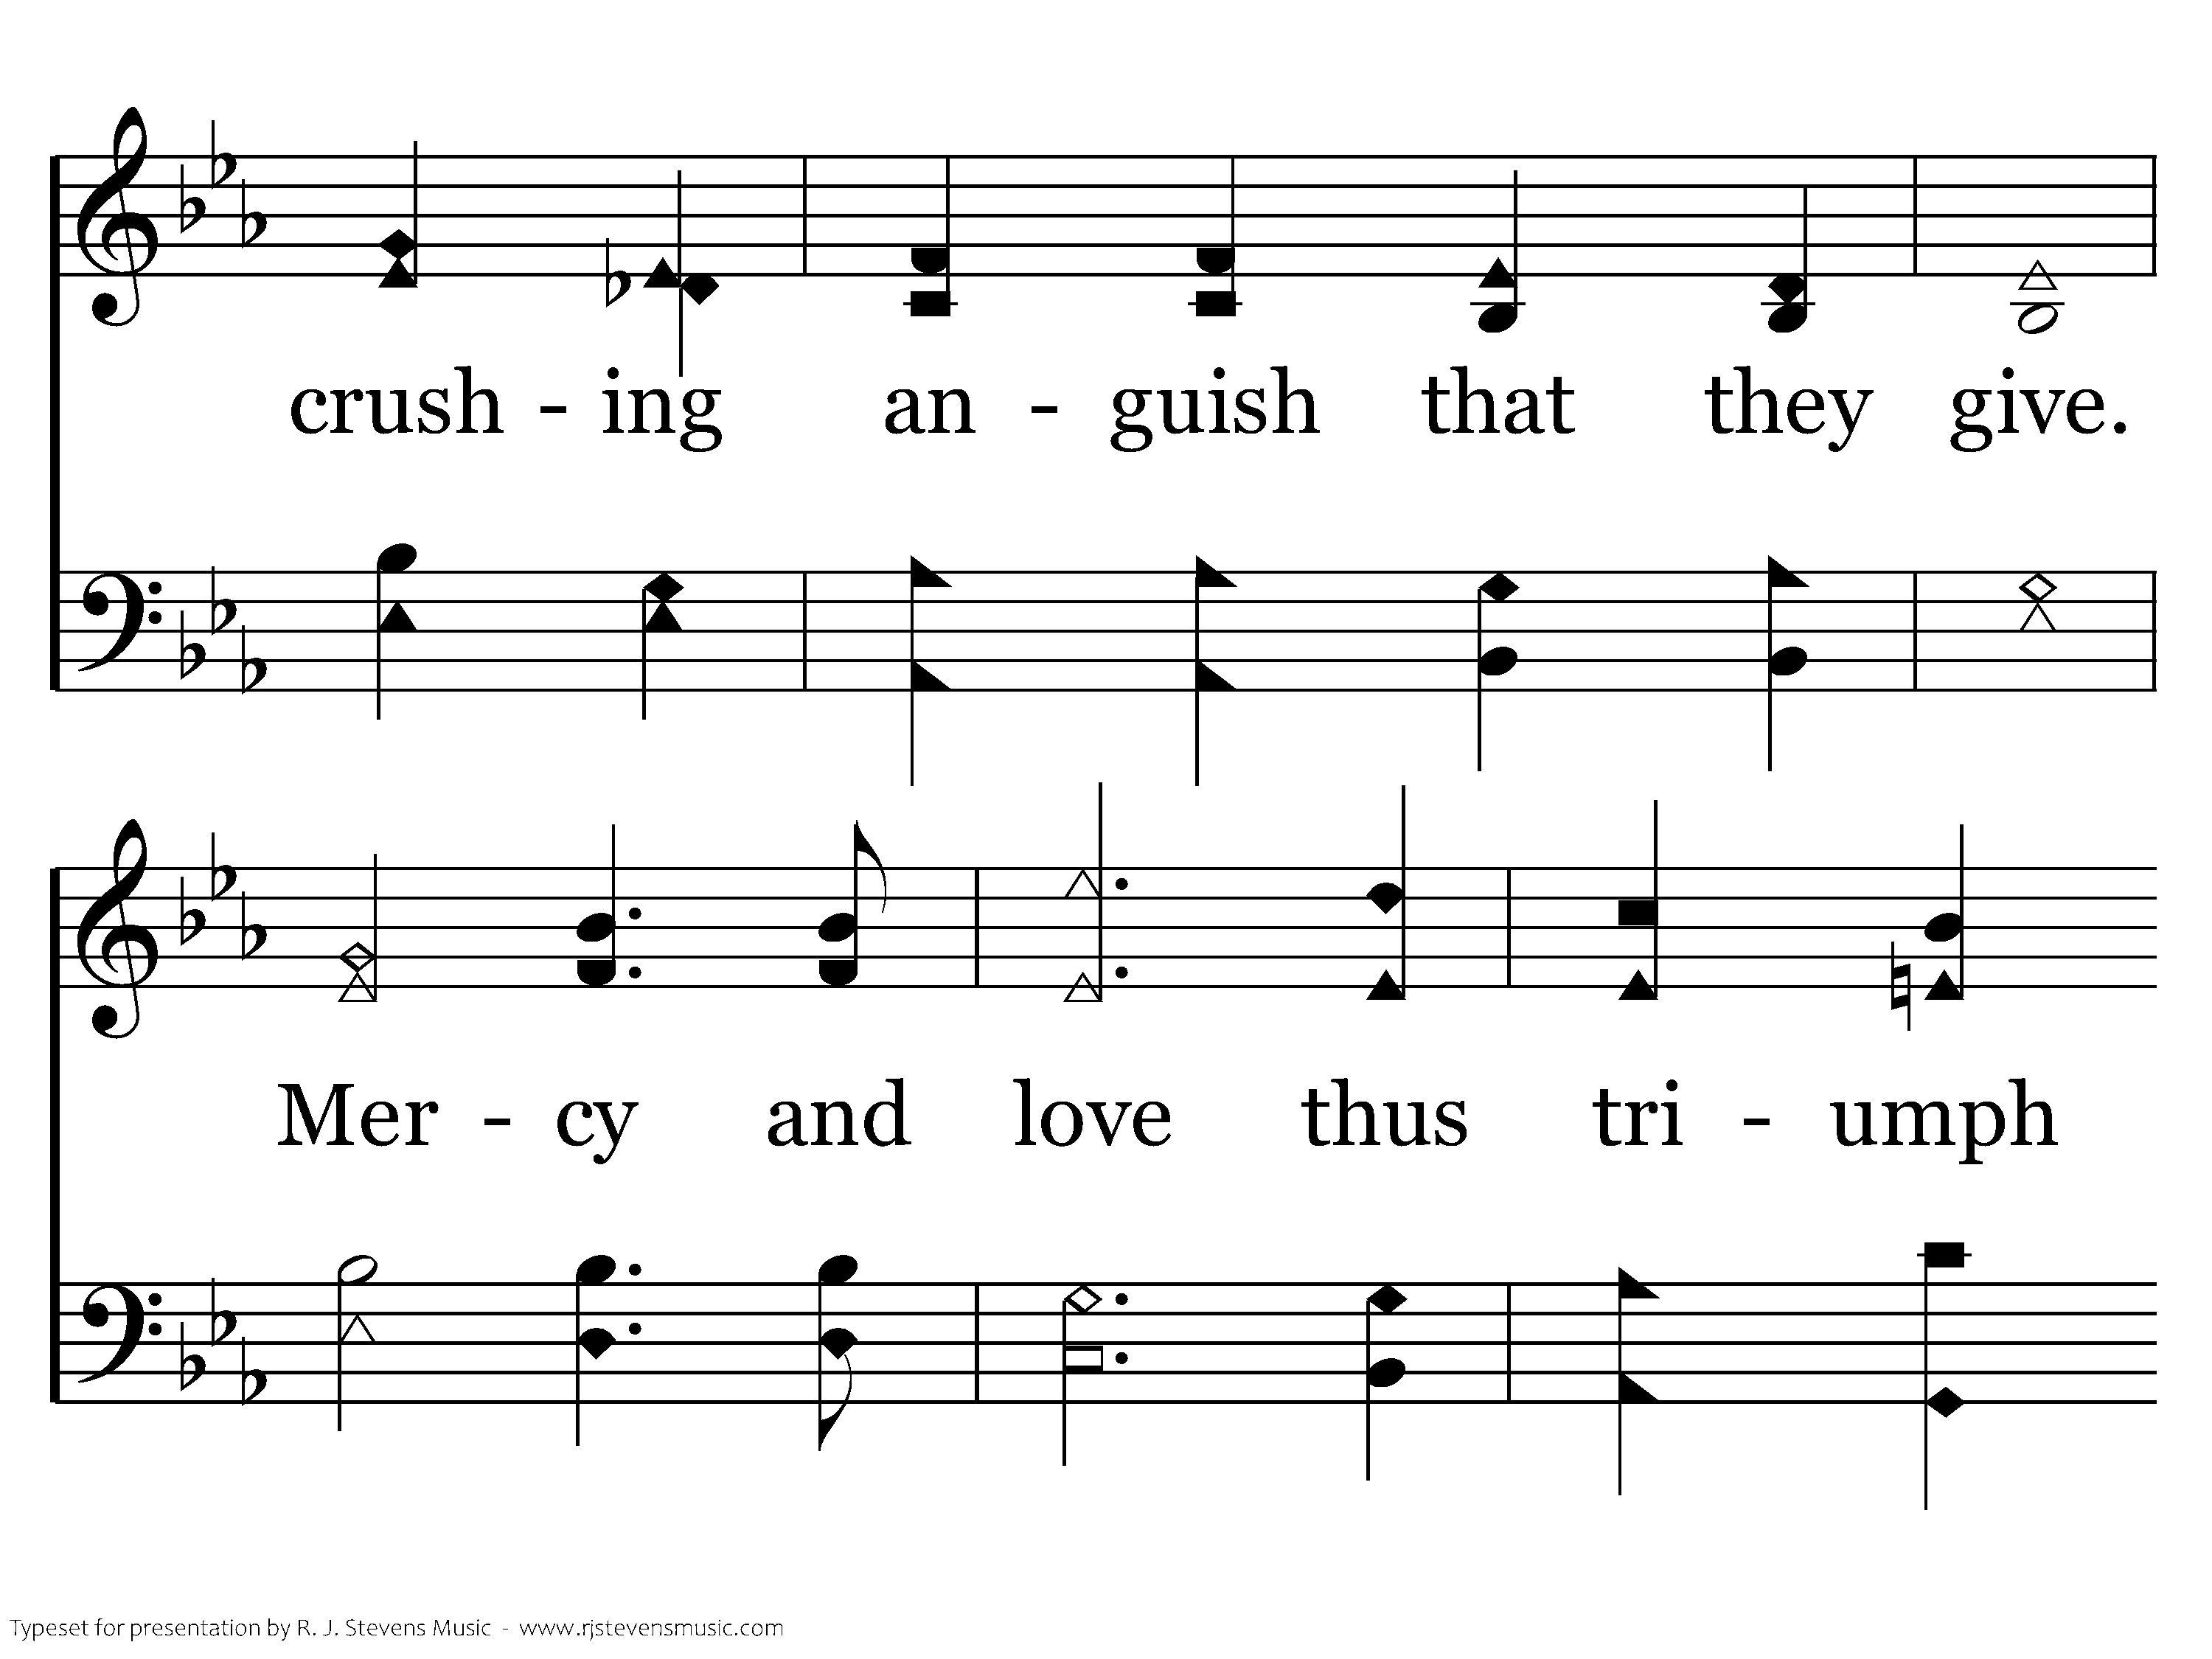 crush - ing an - guish that they give.
Mer - cy and love thus tri - umph
Typeset for presentation by R. J. Stevens Music - www.rjstevensmusic.com